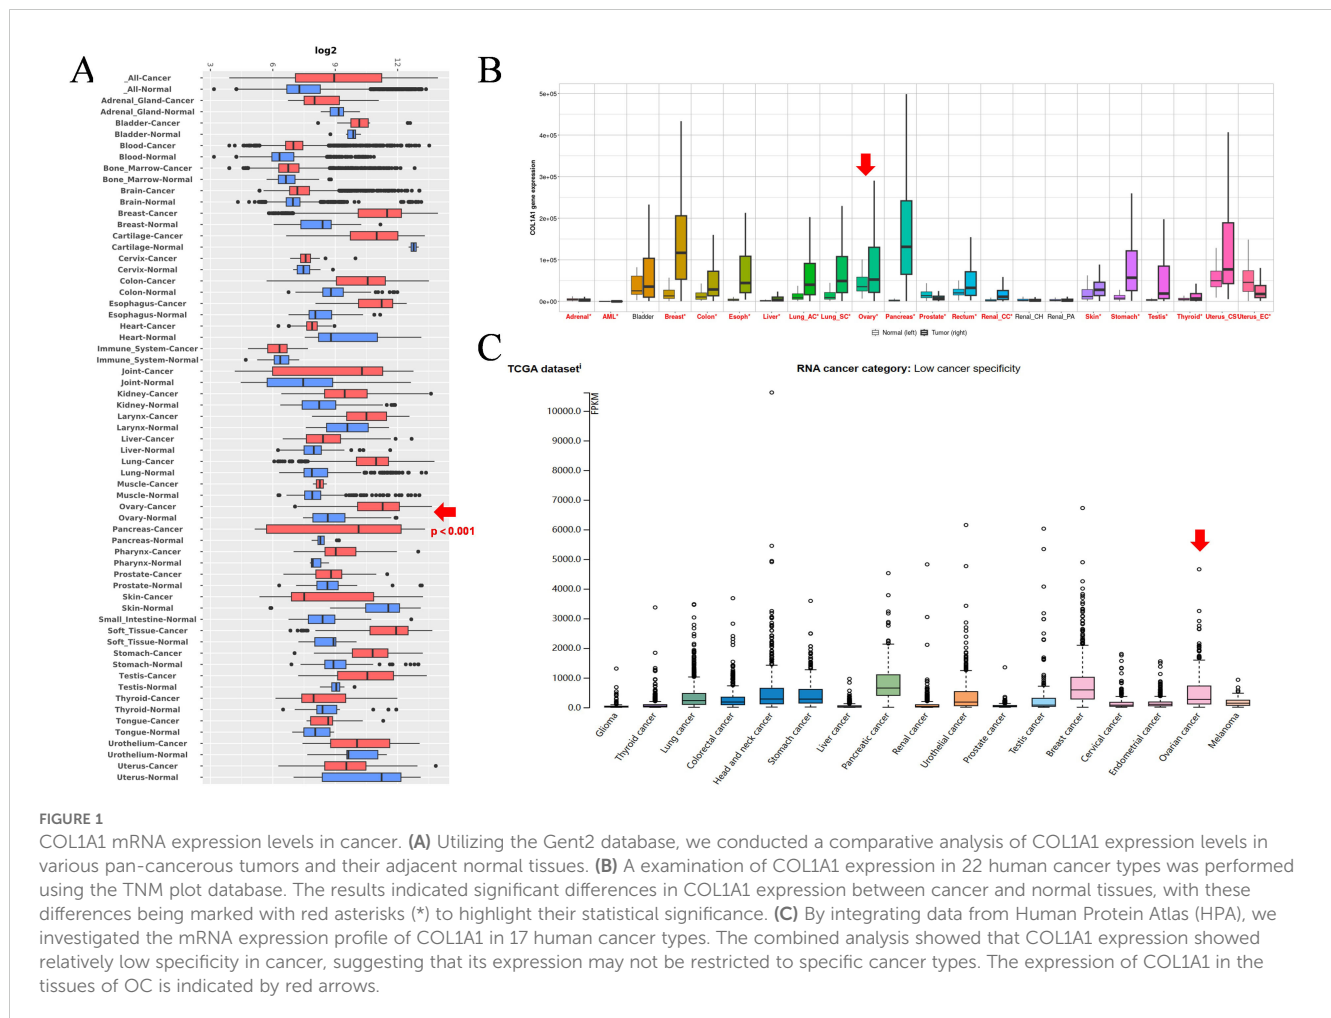 A
log2
3
6
9
12
_All-Cancer
_All-Normal
Adrenal_Gland-Cancer
Adrenal_Gland-Normal
Bladder-Cancer
Bladder-Normal
Blood-Cancer
Blood-Normal
Bone_Marrow-Cancer
Bone_Marrow-Normal
Brain-Cancer
Brain-Normal
Breast-Cancer
Breast-Normal
Cartilage-Cancer
Cartilage-Normal
Cervix-Cancer
Cervix-Normal
Colon-Cancer
Colon-Normal
Esophagus-Cancer
Esophagus-Normal
Heart-Cancer
Heart-Normal
Immune_System-Cancer
Immune_System-Normal
Joint-Cancer
Joint-Normal
Kidney-Cancer
Kidney-Normal
Larynx-Cancer
Larynx-Normal
Liver-Cancer
Liver-Normal
Lung-Cancer
Lung-Normal
Muscle-Cancer
Muscle-Normal
Ovary-Cancer
Ovary-Normal
Pancreas-Cancer
p < 0.001
Pancreas-Normal
Pharynx-Cancer
Pharynx-Normal
Prostate-Cancer
Prostate-Normal
Skin-Cancer
Skin-Normal
Small_Intestine-Normal
Soft_Tissue-Cancer
Soft_Tissue-Normal
Stomach-Cancer
Stomach-Normal
Testis-Cancer
Testis-Normal
Thyroid-Cancer
Thyroid-Normal
Tongue-Cancer
Tongue-Normal
Urothelium-Cancer
Urothelium-Normal
Uterus-Cancer
Uterus-Normal
B
COL1A1 gene expression
5e+05
4e+05
3e+05
2e+05
1e+05
0e+00
Adrenal* AML* Bladder Breast* Colon* Esoph* Liver* Lung_AC* Lung_SC* Ovary* Pancreas* Prostate* Rectum* Renal_CC* Renal_CH Renal_PA Skin* Stomach* Testis* Thyroid* Uterus_CS* Uterus_EC*
Normal (left) Tumor (right)
C
TCGA datasetⁱ
RNA cancer category: Low cancer specificity
FPKM
10000.0
9000.0
8000.0
7000.0
6000.0
5000.0
4000.0
3000.0
2000.0
1000.0
0.0
Glioma
Thyroid cancer
Lung cancer
Colorectal cancer
Head and neck cancer
Stomach cancer
Liver cancer
Pancreatic cancer
Renal cancer
Urothelial cancer
Prostate cancer
Testis cancer
Breast cancer
Cervical cancer
Endometrial cancer
Ovarian cancer
Melanoma
FIGURE 1
COL1A1 mRNA expression levels in cancer. (A) Utilizing the Gent2 database, we conducted a comparative analysis of COL1A1 expression levels in
various pan-cancerous tumors and their adjacent normal tissues. (B) A examination of COL1A1 expression in 22 human cancer types was performed
using the TNM plot database. The results indicated significant differences in COL1A1 expression between cancer and normal tissues, with these
differences being marked with red asterisks (*) to highlight their statistical significance. (C) By integrating data from Human Protein Atlas (HPA), we
investigated the mRNA expression profile of COL1A1 in 17 human cancer types. The combined analysis showed that COL1A1 expression showed
relatively low specificity in cancer, suggesting that its expression may not be restricted to specific cancer types. The expression of COL1A1 in the
tissues of OC is indicated by red arrows.